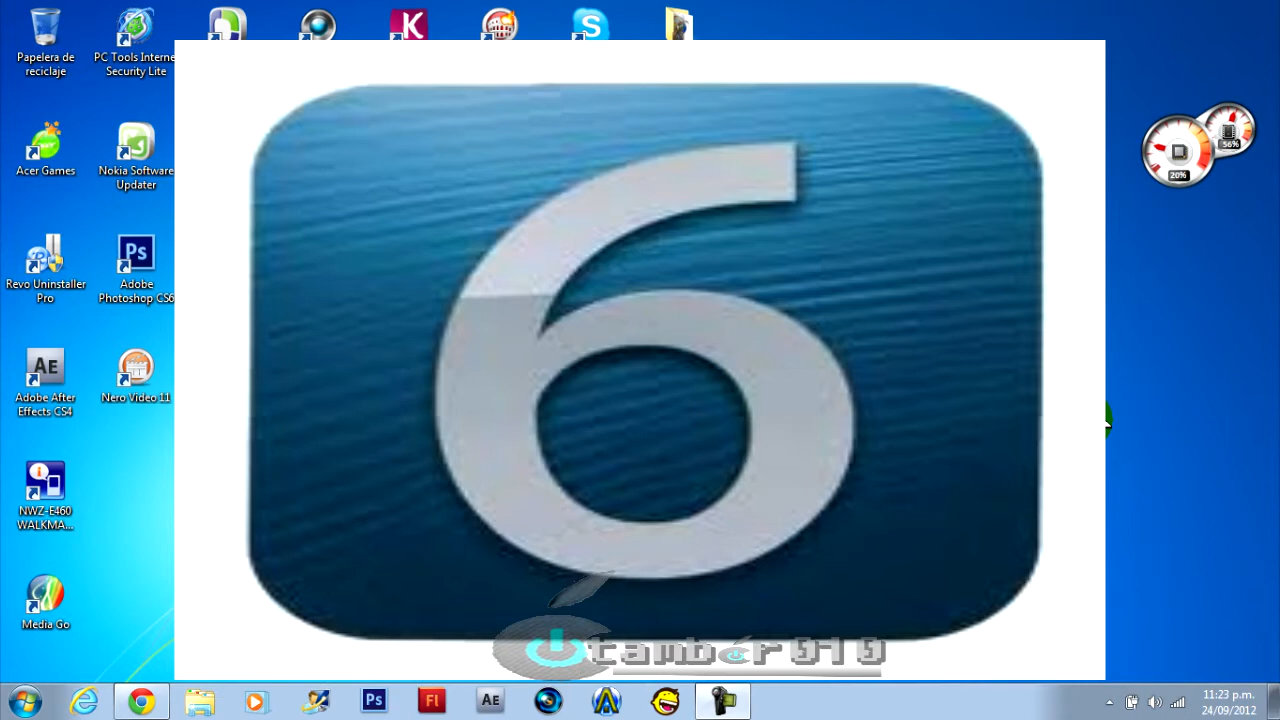 K
S
Papelera de
reciclaje
PC Tools Interne
Security Lite
Acer Games
Nokia Software
Updater
56%
20%
Revo Uninstaller
Pro
Ps
Adobe
Photoshop CS6
AE
Adobe After
Effects CS4
Nero Video 11
NWZ-E460
WALKMA...
Media Go
6
tamber010
Ps
Fl
AE
11:23 p.m.
24/09/2012